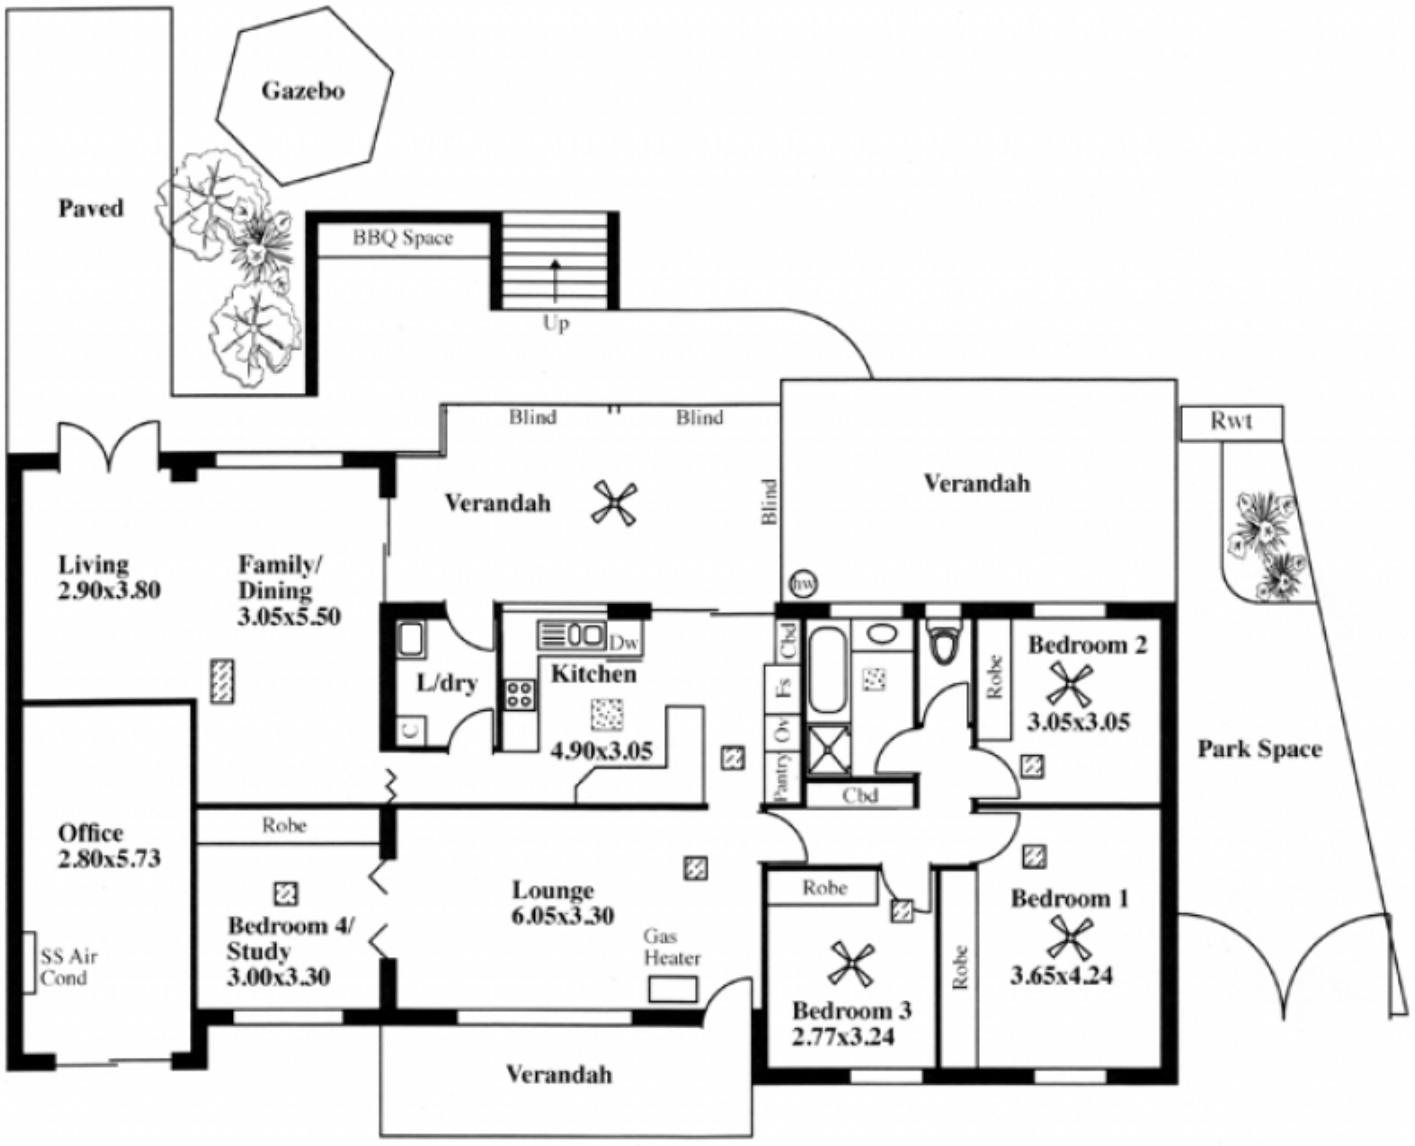 Gazebo
Paved
BBQ Space
Up
Blind
Blind
Rwt
Verandah
Verandah
Blind
Living
2.90x3.80
Family/
Dining
3.05x5.50
hw
L/dry
C
Dw
Kitchen
4.90x3.05
Cbd
Fs
Ov
Pantry
Cbd
Robe
Bedroom 2
3.05x3.05
Park Space
Office
2.80x5.73
Robe
Bedroom 4/
Study
3.00x3.30
SS Air
Cond
Lounge
6.05x3.30
Gas
Heater
Robe
Bedroom 3
2.77x3.24
Robe
Bedroom 1
3.65x4.24
Verandah